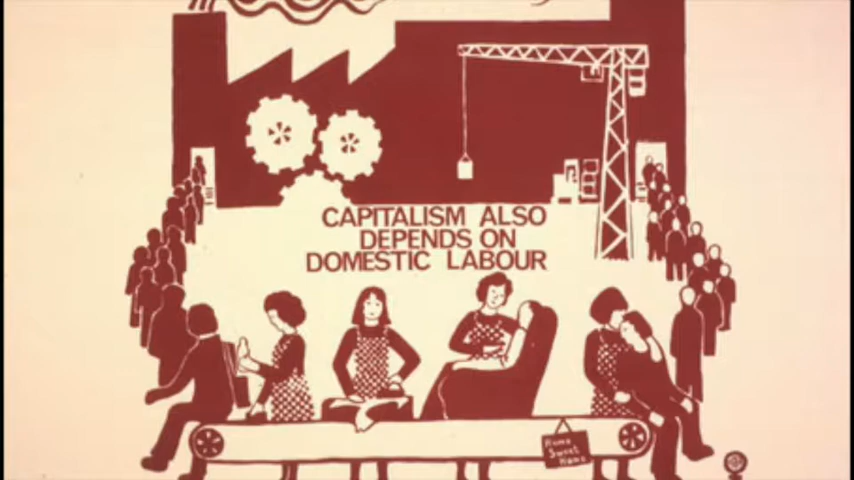 CAPITALISM ALSO
DEPENDS ON
DOMESTIC LABOUR
Home
Sweet
Home